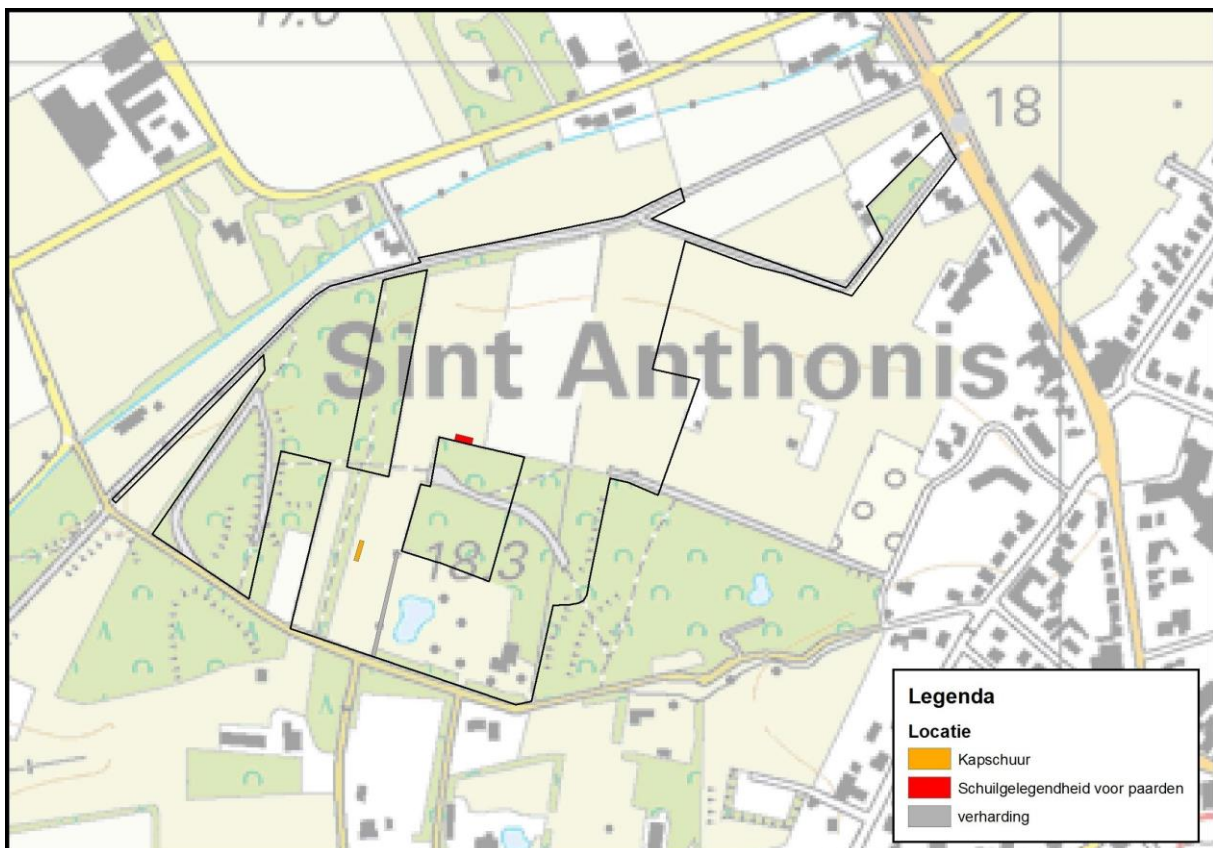 18
Sint Anthonis
18.3
Legenda
Locatie
Kapschuur
Schuilgelegendheid voor paarden
verharding